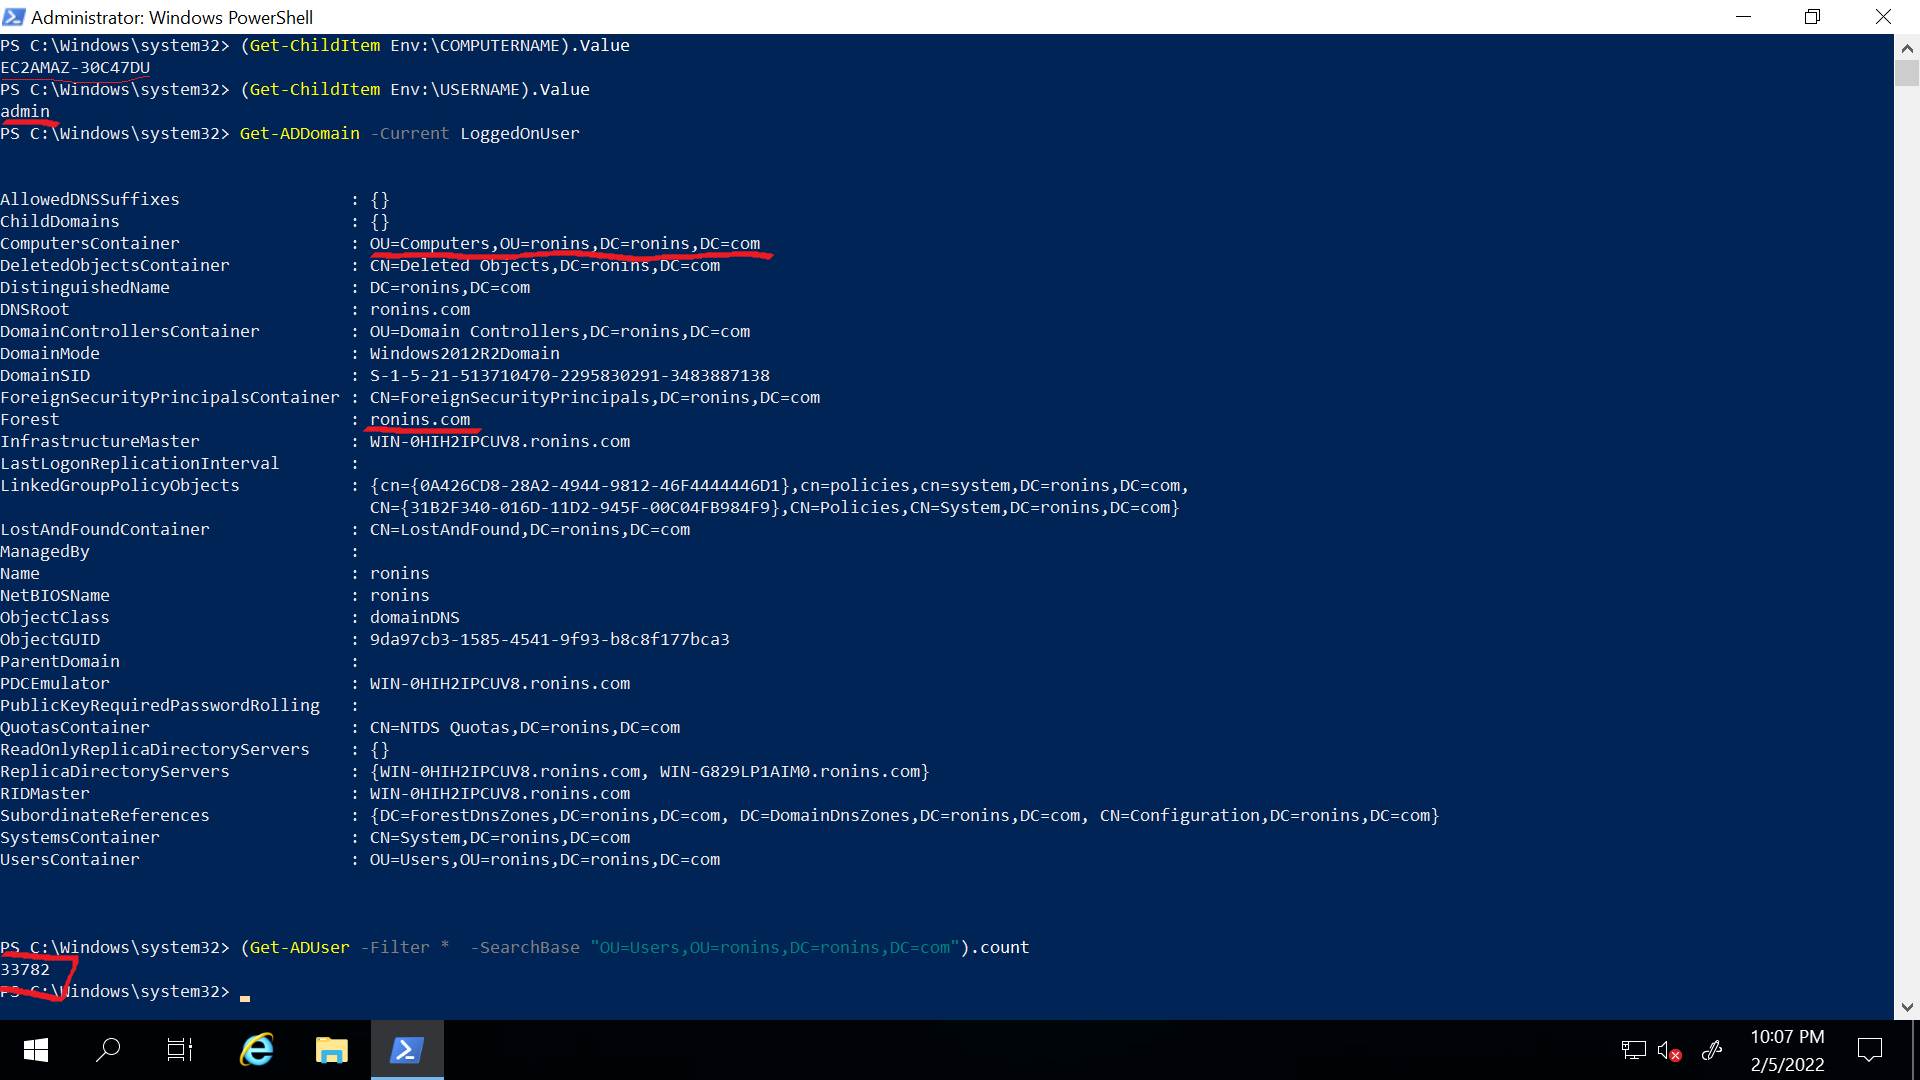 Administrator: Windows PowerShell
PS C:\Windows\system32> (Get-ChildItem Env:\COMPUTERNAME).Value
EC2AMAZ-30C47DU
PS C:\Windows\system32> (Get-ChildItem Env:\USERNAME).Value
admin
PS C:\Windows\system32> Get-ADDomain -Current LoggedOnUser
AllowedDNSSuffixes : {}
ChildDomains : {}
ComputersContainer : OU=Computers,OU=ronins,DC=ronins,DC=com
DeletedObjectsContainer : CN=Deleted Objects,DC=ronins,DC=com
DistinguishedName : DC=ronins,DC=com
DNSRoot : ronins.com
DomainControllersContainer : OU=Domain Controllers,DC=ronins,DC=com
DomainMode : Windows2012R2Domain
DomainSID : S-1-5-21-513710470-2295830291-3483887138
ForeignSecurityPrincipalsContainer : CN=ForeignSecurityPrincipals,DC=ronins,DC=com
Forest : ronins.com
InfrastructureMaster : WIN-0HIH2IPCUV8.ronins.com
LastLogonReplicationInterval :
LinkedGroupPolicyObjects : {cn={0A426CD8-28A2-4944-9812-46F4444446D1},cn=policies,cn=system,DC=ronins,DC=com,
CN={31B2F340-016D-11D2-945F-00C04FB984F9},CN=Policies,CN=System,DC=ronins,DC=com}
LostAndFoundContainer : CN=LostAndFound,DC=ronins,DC=com
ManagedBy :
Name : ronins
NetBIOSName : ronins
ObjectClass : domainDNS
ObjectGUID : 9da97cb3-1585-4541-9f93-b8c8f177bca3
ParentDomain :
PDCEmulator : WIN-0HIH2IPCUV8.ronins.com
PublicKeyRequiredPasswordRolling :
QuotasContainer : CN=NTDS Quotas,DC=ronins,DC=com
ReadOnlyReplicaDirectoryServers : {}
ReplicaDirectoryServers : {WIN-0HIH2IPCUV8.ronins.com, WIN-G829LP1AIM0.ronins.com}
RIDMaster : WIN-0HIH2IPCUV8.ronins.com
SubordinateReferences : {DC=ForestDnsZones,DC=ronins,DC=com, DC=DomainDnsZones,DC=ronins,DC=com, CN=Configuration,DC=ronins,DC=com}
SystemsContainer : CN=System,DC=ronins,DC=com
UsersContainer : OU=Users,OU=ronins,DC=ronins,DC=com
PS C:\Windows\system32> (Get-ADUser -Filter *  -SearchBase "OU=Users,OU=ronins,DC=ronins,DC=com").count
33782
PS C:\Windows\system32>
10:07 PM
2/5/2022